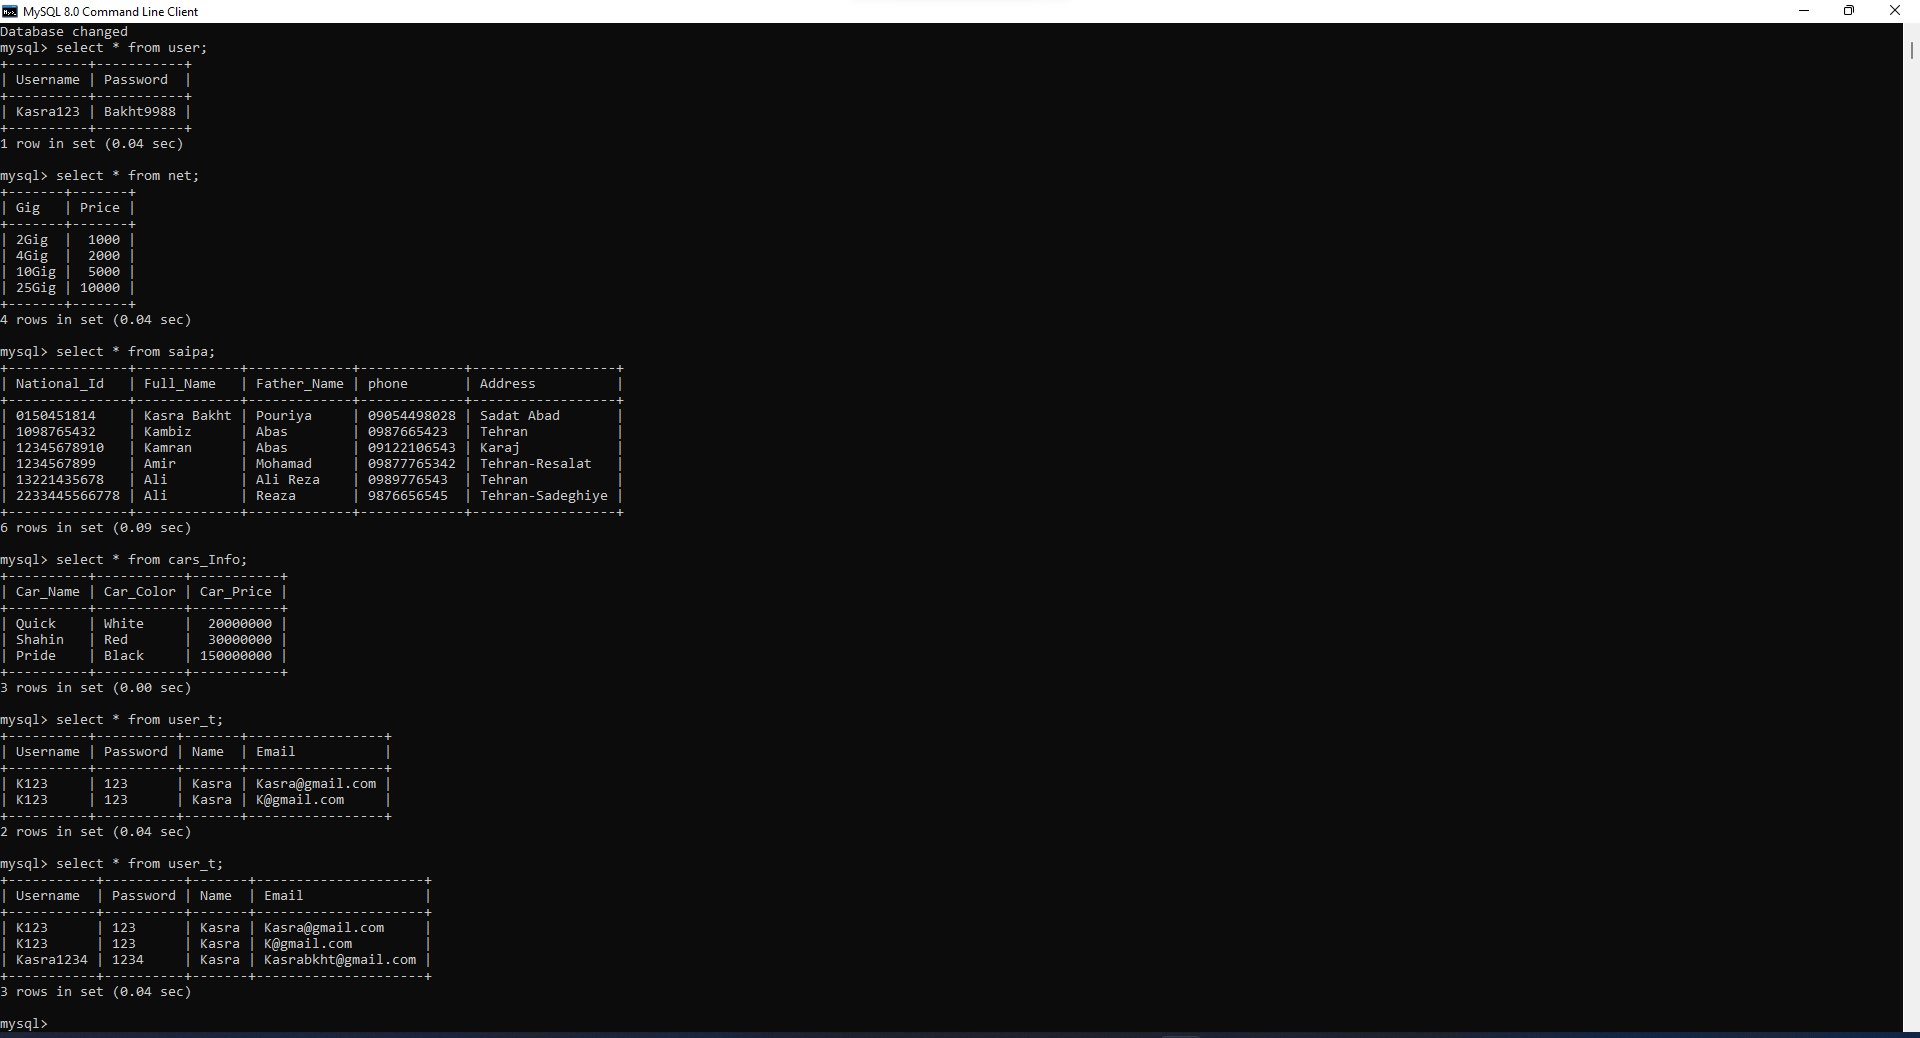 MySQL 8.0 Command Line Client
Database changed
mysql> select * from user;
+----------+-----------+
| Username | Password  |
+----------+-----------+
| Kasra123 | Bakht9988 |
+----------+-----------+
1 row in set (0.04 sec)
mysql> select * from net;
+-------+-------+
| Gig   | Price |
+-------+-------+
| 2Gig  |  1000 |
| 4Gig  |  2000 |
| 10Gig |  5000 |
| 25Gig | 10000 |
+-------+-------+
4 rows in set (0.04 sec)
mysql> select * from saipa;
+---------------+-------------+-------------+-------------+------------------+
| National_Id   | Full_Name   | Father_Name | phone       | Address          |
+---------------+-------------+-------------+-------------+------------------+
| 0150451814    | Kasra Bakht | Pouriya     | 09054498028 | Sadat Abad       |
| 1098765432    | Kambiz      | Abas        | 0987665423  | Tehran           |
| 12345678910   | Kamran      | Abas        | 09122106543 | Karaj            |
| 1234567899    | Amir        | Mohamad     | 09877765342 | Tehran-Resalat   |
| 13221435678   | Ali         | Ali Reza    | 0989776543  | Tehran           |
| 2233445566778 | Ali         | Reaza       | 9876656545  | Tehran-Sadeghiye |
+---------------+-------------+-------------+-------------+------------------+
6 rows in set (0.09 sec)
mysql> select * from cars_Info;
+----------+-----------+-----------+
| Car_Name | Car_Color | Car_Price |
+----------+-----------+-----------+
| Quick    | White     |  20000000 |
| Shahin   | Red       |  30000000 |
| Pride    | Black     | 150000000 |
+----------+-----------+-----------+
3 rows in set (0.00 sec)
mysql> select * from user_t;
+----------+----------+-------+-----------------+
| Username | Password | Name  | Email           |
+----------+----------+-------+-----------------+
| K123     | 123      | Kasra | Kasra@gmail.com |
| K123     | 123      | Kasra | K@gmail.com     |
+----------+----------+-------+-----------------+
2 rows in set (0.04 sec)
mysql> select * from user_t;
+-----------+----------+-------+---------------------+
| Username  | Password | Name  | Email               |
+-----------+----------+-------+---------------------+
| K123      | 123      | Kasra | Kasra@gmail.com     |
| K123      | 123      | Kasra | K@gmail.com         |
| Kasra1234 | 1234     | Kasra | Kasrabkht@gmail.com |
+-----------+----------+-------+---------------------+
3 rows in set (0.04 sec)
mysql>